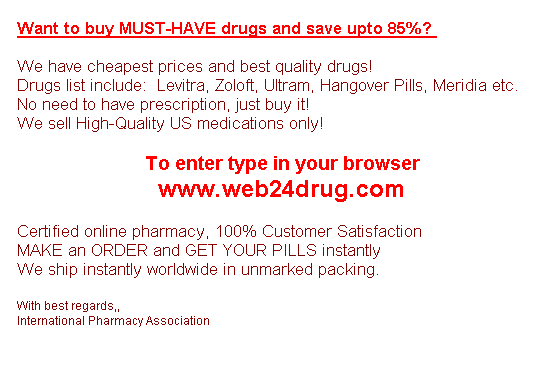 Want to buy MUST-HAVE drugs and save upto 85%?
We have cheapest prices and best quality drugs!
Drugs list include: Levitra, Zoloft, Ultram, Hangover Pills, Meridia etc.
No need to have prescription, just buy it!
We sell High-Quality US medications only!
To enter type in your browser
www.web24drug.com
Certified online pharmacy, 100% Customer Satisfaction
MAKE an ORDER and GET YOUR PILLS instantly
We ship instantly worldwide in unmarked packing.
With best regards,,
International Pharmacy Association